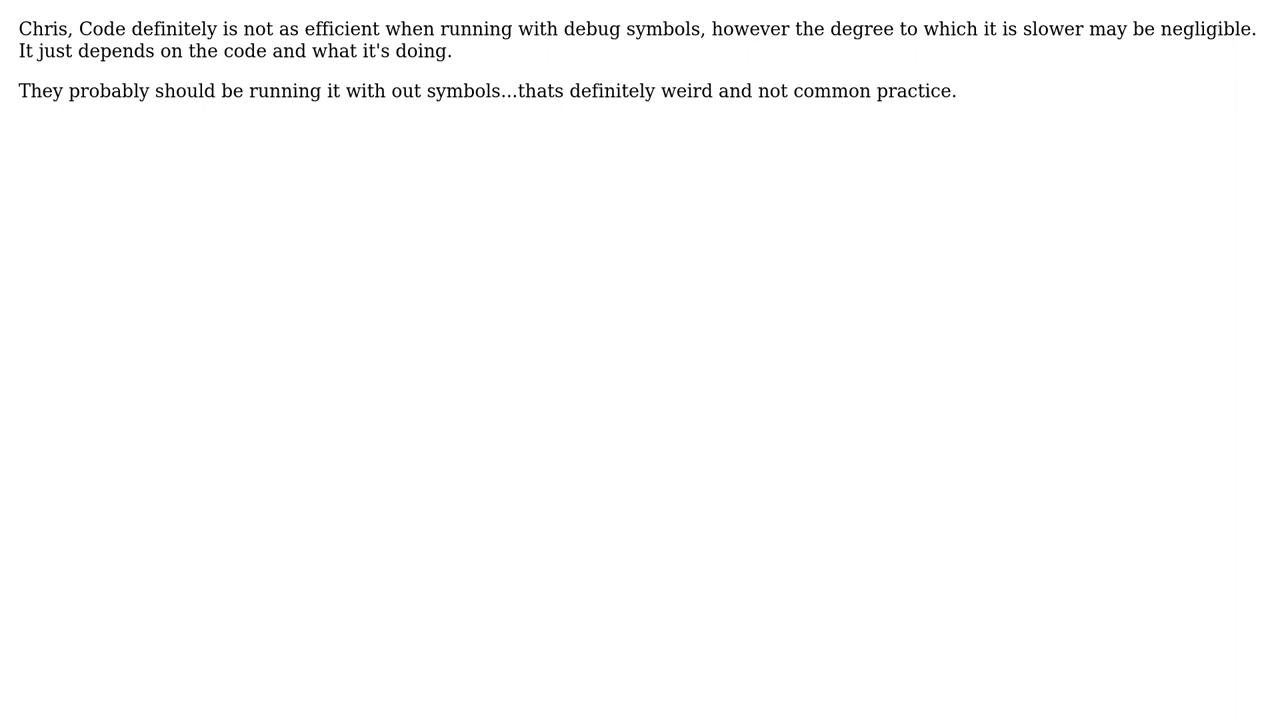 Chris, Code definitely is not as efficient when running with debug symbols, however the degree to which it is slower may be negligible.
It just depends on the code and what it's doing.
They probably should be running it with out symbols...thats definitely weird and not common practice.